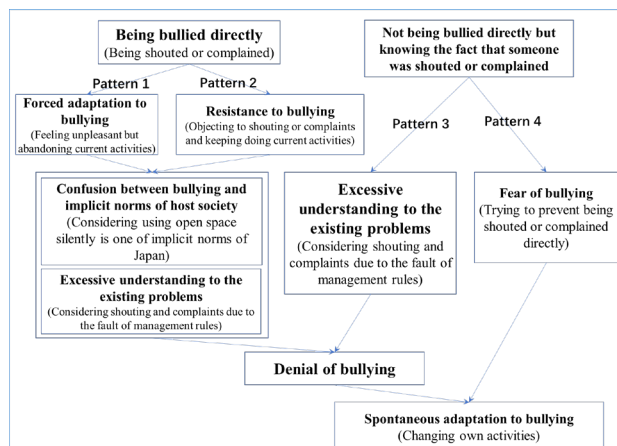 Being bullied directly
(Being shouted or complained)
Not being bullied directly but
knowing the fact that someone
was shouted or complained
Pattern 1
Pattern 2
Forced adaptation to
bullying
(Feeling unpleasant but
abandoning current activities)
Resistance to bullying
(Objecting to shouting or complaints
and keeping doing current activities)
Pattern 3
Pattern 4
Confusion between bullying and
implicit norms of host society
(Considering using open space
silently is one of implicit norms of
Japan)
Excessive understanding to the
existing problems
(Considering shouting and complaints due to
the fault of management rules)
Excessive
understanding to the
existing problems
(Considering shouting and
complaints due to the fault of
management rules)
Fear of bullying
(Trying to prevent being
shouted or complained
directly)
Denial of bullying
Spontaneous adaptation to bullying
(Changing own activities)